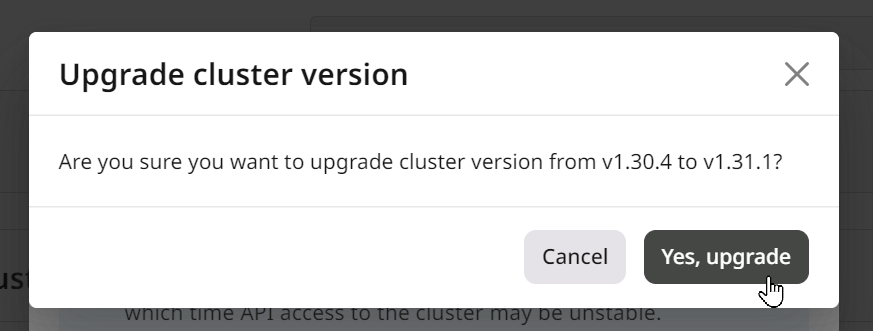 Upgrade cluster version
Are you sure you want to upgrade cluster version from v1.30.4 to v1.31.1?
Cancel
Yes, upgrade
ust
which time API access to the cluster may be unstable.